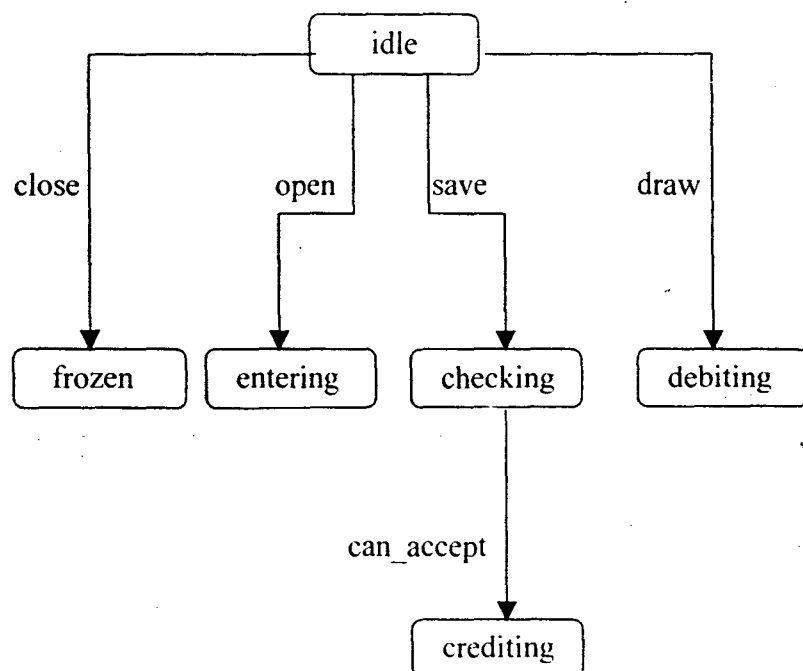 idle
close
open
save
draw
frozen
entering
checking
debiting
can_accept
crediting